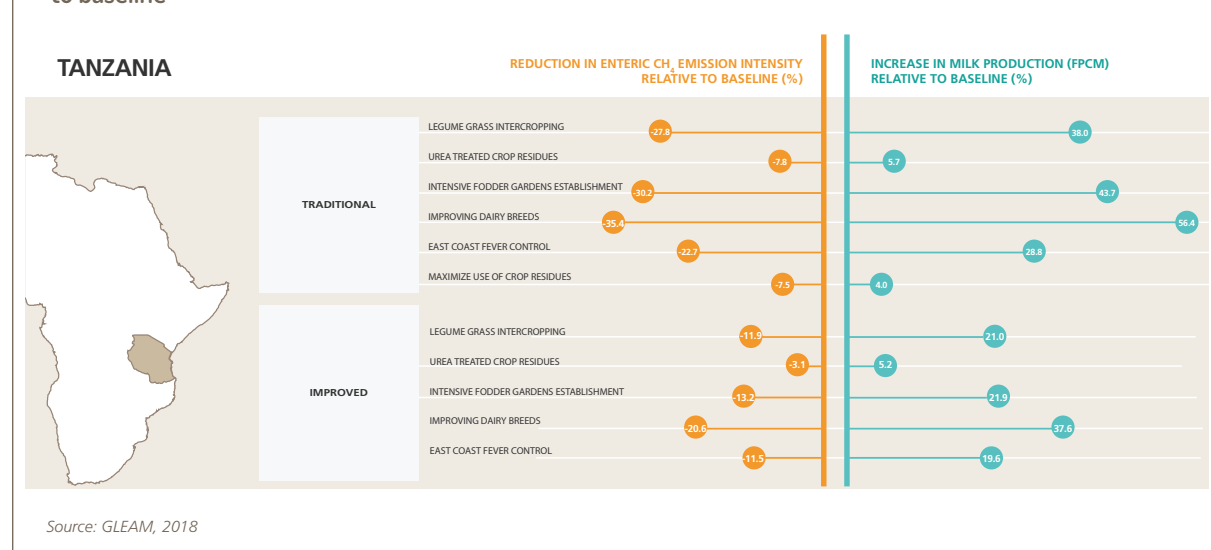 to baseline
TANZANIA
REDUCTION IN ENTERIC CH4 EMISSION INTENSITY
RELATIVE TO BASELINE (%)
INCREASE IN MILK PRODUCTION (FPCM)
RELATIVE TO BASELINE (%)
TRADITIONAL
LEGUME GRASS INTERCROPPING -27.8 38.0
UREA TREATED CROP RESIDUES -7.8 5.7
INTENSIVE FODDER GARDENS ESTABLISHMENT -30.2 43.7
IMPROVING DAIRY BREEDS -35.4 56.4
EAST COAST FEVER CONTROL -22.7 28.8
MAXIMIZE USE OF CROP RESIDUES -7.5 4.0
IMPROVED
LEGUME GRASS INTERCROPPING -11.9 21.0
UREA TREATED CROP RESIDUES -3.1 5.2
INTENSIVE FODDER GARDENS ESTABLISHMENT -13.2 21.9
IMPROVING DAIRY BREEDS -20.6 37.6
EAST COAST FEVER CONTROL -11.5 19.6
Source: GLEAM, 2018